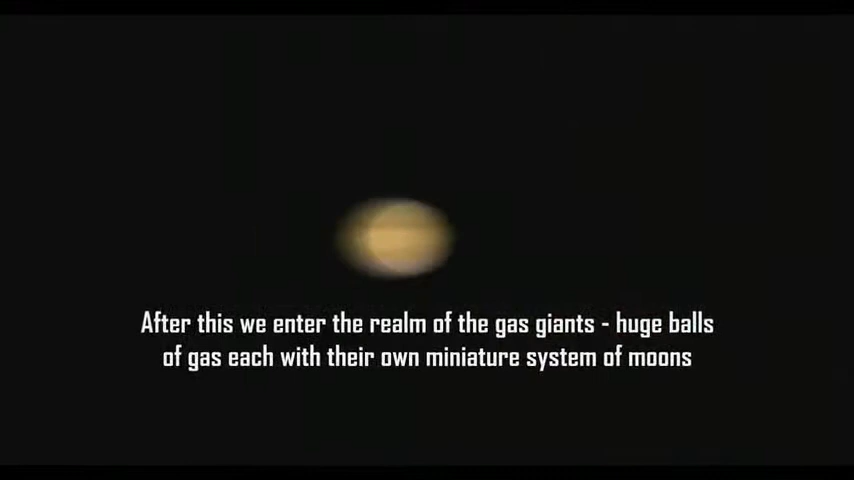 After this we enter the realm of the gas giants - huge balls
of gas each with their own miniature system of moons